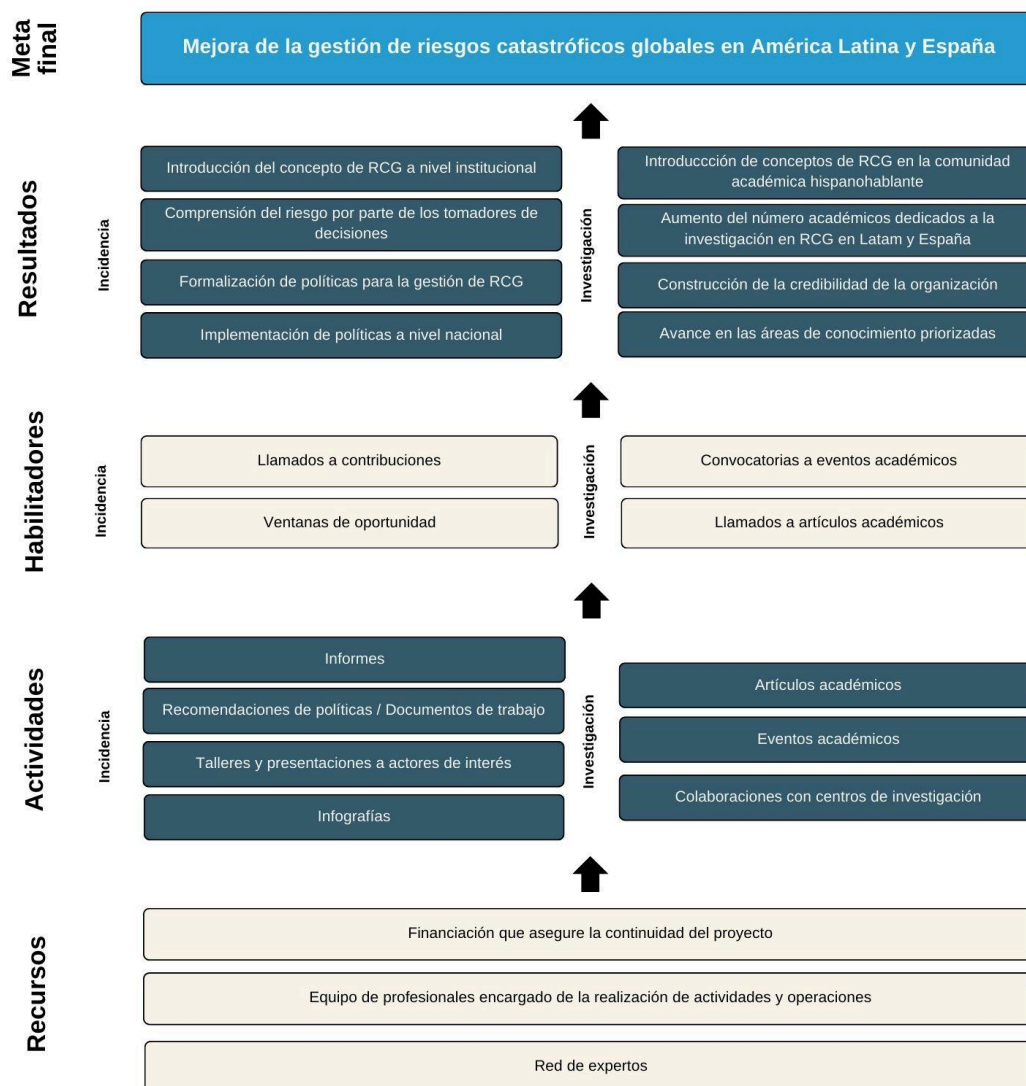 Meta
final
Mejora de la gestión de riesgos catastróficos globales en América Latina y España
Resultados
Incidencia
Introducción del concepto de RCG a nivel institucional
Comprensión del riesgo por parte de los tomadores de
decisiones
Formalización de políticas para la gestión de RCG
Implementación de políticas a nivel nacional
Investigación
Introduccción de conceptos de RCG en la comunidad
académica hispanohablante
Aumento del número académicos dedicados a la
investigación en RCG en Latam y España
Construcción de la credibilidad de la organización
Avance en las áreas de conocimiento priorizadas
Habilitadores
Incidencia
Llamados a contribuciones
Ventanas de oportunidad
Investigación
Convocatorias a eventos académicos
Llamados a artículos académicos
Actividades
Incidencia
Informes
Recomendaciones de políticas / Documentos de trabajo
Talleres y presentaciones a actores de interés
Infografías
Investigación
Artículos académicos
Eventos académicos
Colaboraciones con centros de investigación
Recursos
Financiación que asegure la continuidad del proyecto
Equipo de profesionales encargado de la realización de actividades y operaciones
Red de expertos